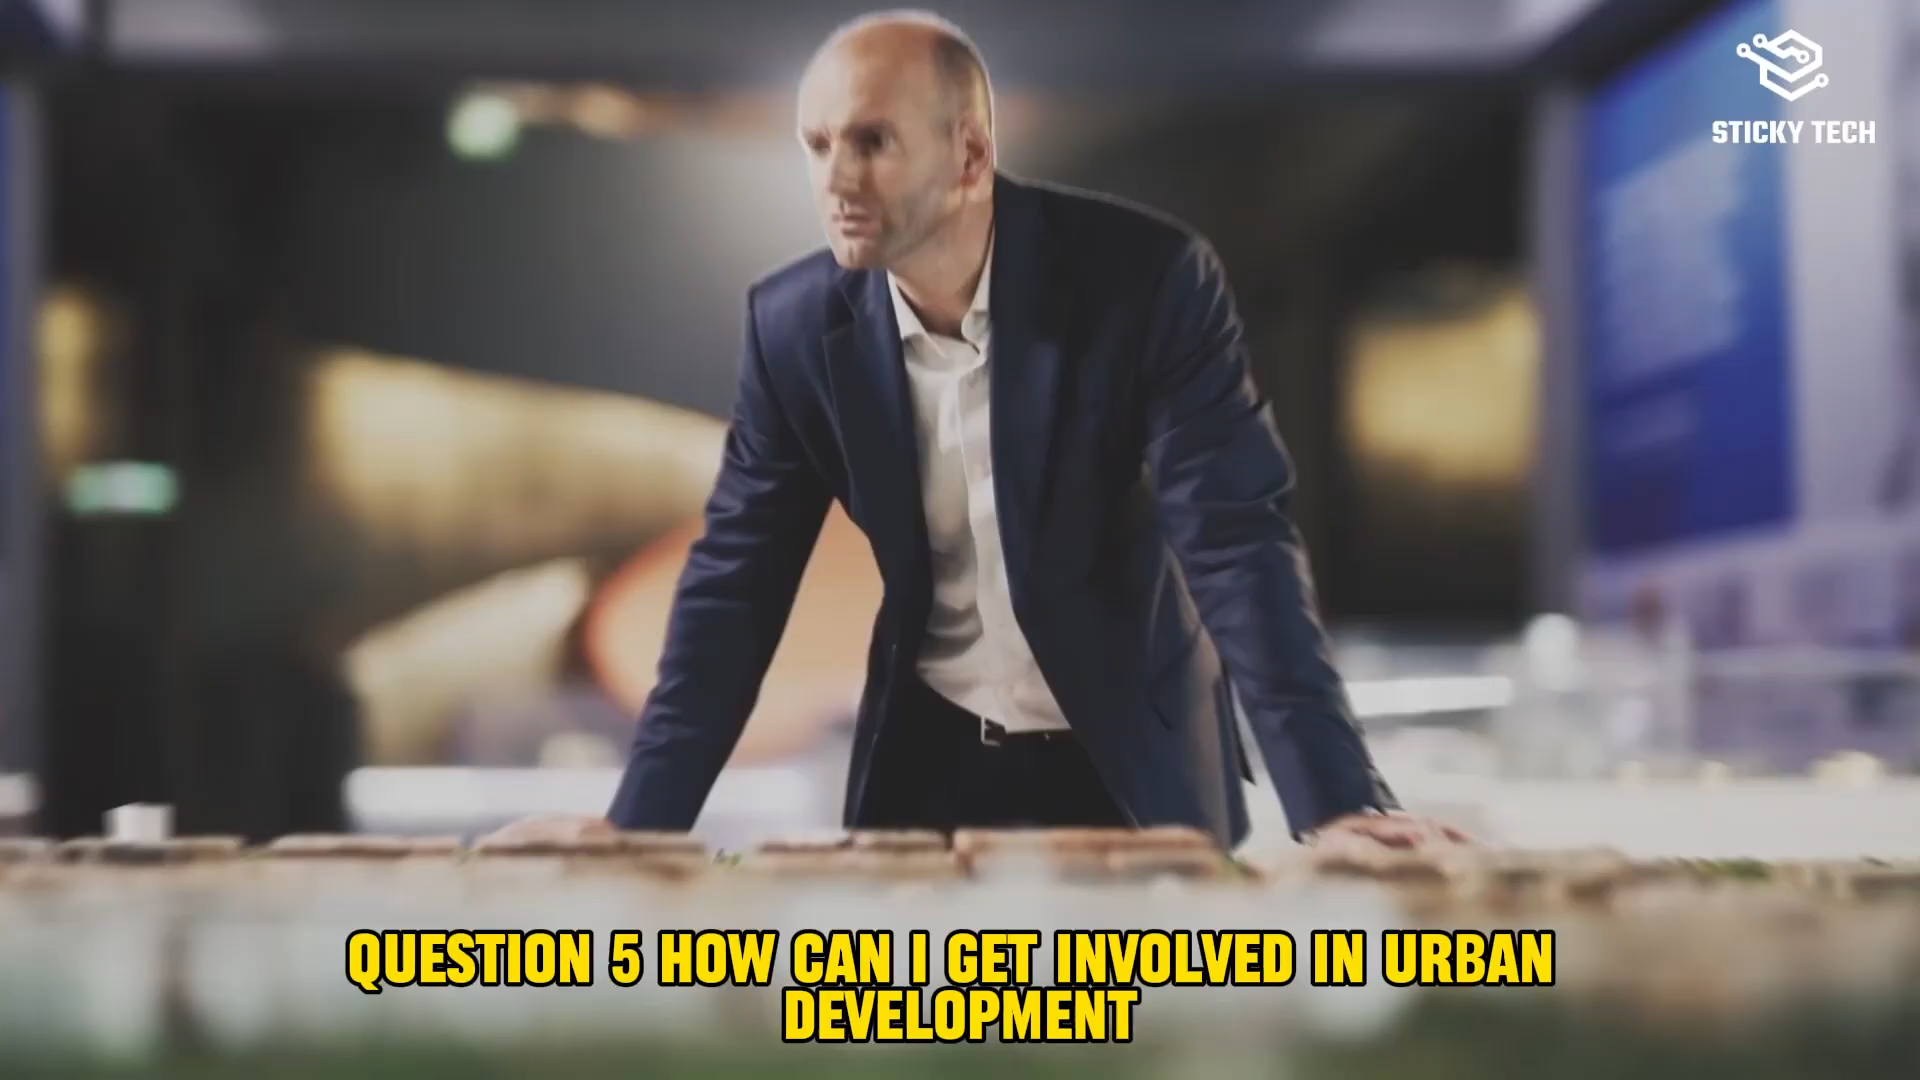 STICKY TECH
QUESTION 5 HOW CAN I GET INVOLVED IN URBAN
DEVELOPMENT